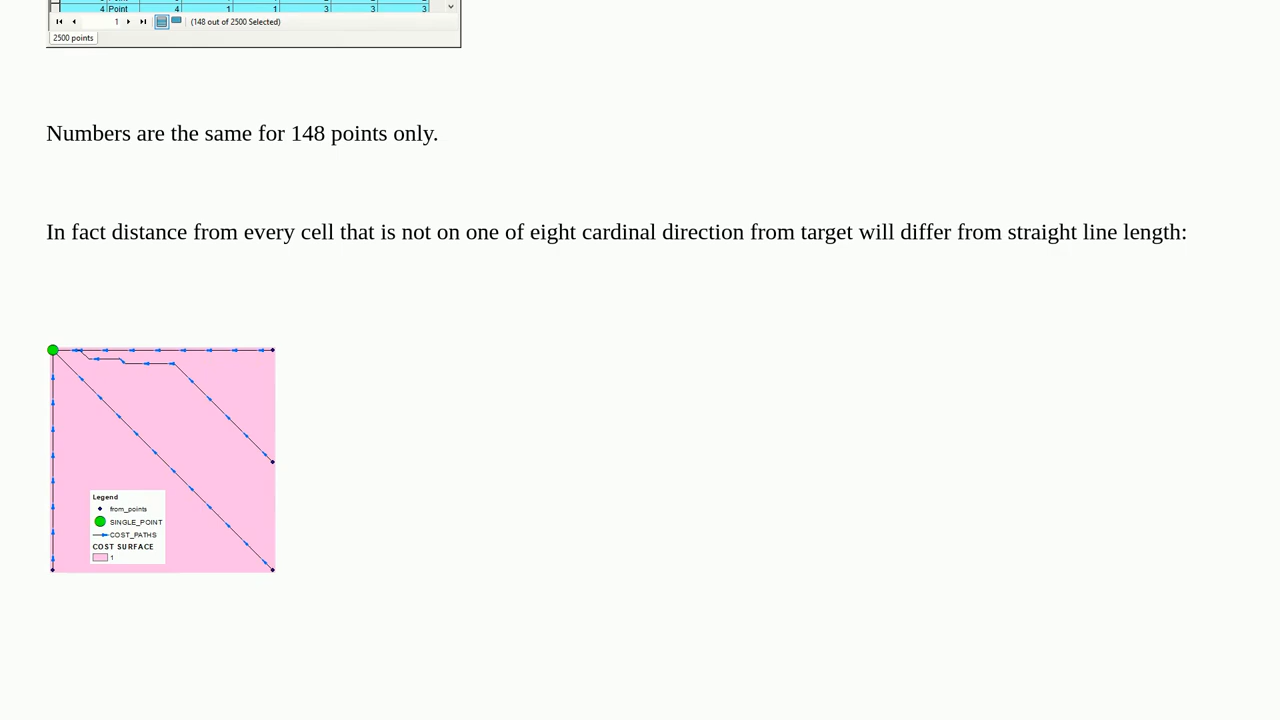 4 Point 4 1 1 3 3 3
1 (148 out of 2500 Selected)
2500 points
Numbers are the same for 148 points only.
In fact distance from every cell that is not on one of eight cardinal direction from target will differ from straight line length:
Legend
from_points
SINGLE_POINT
COST_PATHS
COST SURFACE
1